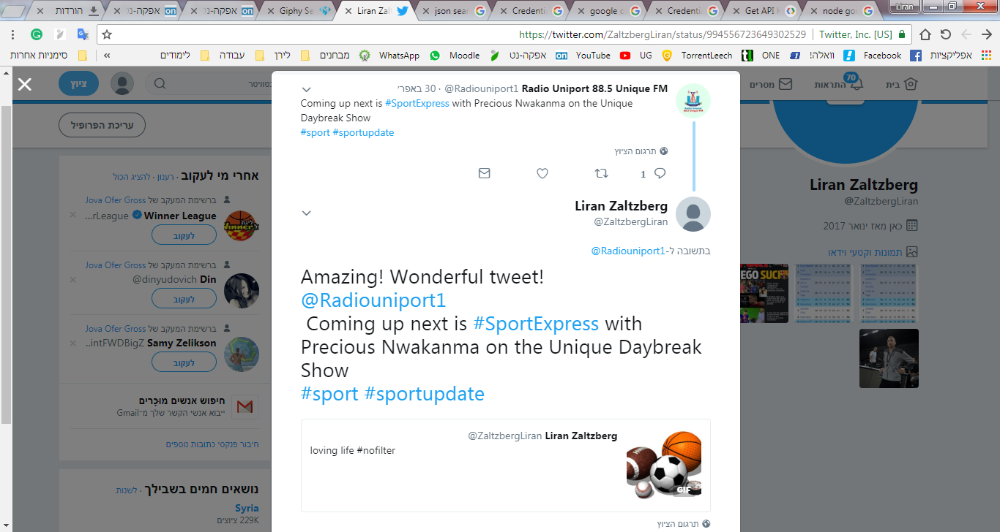 Liran
הורדות
אפקה-נט
אפקה-נט
Giphy Se
Liran Zal
json sear
Credenti
google c
Credenti
Get API k
node goo
https://twitter.com/ZaltzbergLiran/status/994556723649302529 | Twitter, Inc. [US]
אפליקציות
Facebook
וואלה!
ONE
TorrentLeech
UG
YouTube
אפקה-נט
Moodle
WhatsApp
מבחנים
לירן
עבודה
לימודים
»
סימניות אחרות
בית
התראות
70
מסרים
בטוויטר
ציוץ
עריכת הפרופיל
Liran Zaltzberg
@ZaltzbergLiran
כאן מאז ינואר 2017
תמונות וקטעי וידאו
EGO SUC
Radio Uniport 88.5 Unique FM @Radiouniport1 · 30 באפר׳
Coming up next is #SportExpress with Precious Nwakanma on the Unique
Daybreak Show
#sport #sportupdate
תרגום הציוץ
1
Liran Zaltzberg
@ZaltzbergLiran
בתשובה ל-@Radiouniport1
Amazing! Wonderful tweet!
@Radiouniport1
Coming up next is #SportExpress with
Precious Nwakanma on the Unique Daybreak
Show
#sport #sportupdate
Liran Zaltzberg @ZaltzbergLiran
loving life #nofilter
GIF
תרגום הציוץ
אחרי מי לעקוב · רענון · להציג הכול
ברשימת המעקב של Jova Ofer Gross
Winner League rLeague...
לעקוב
ליגת
Winner
ברשימת המעקב של Jova Ofer Gross
Din @dinyudovich
לעקוב
ברשימת המעקב של Jova Ofer Gross
Samy Zelikson intFWDBigZ...
לעקוב
חיפוש אנשים מוּכָּרים
ייבוא אנשי הקשר שלך מ־Gmail
חיבור פנקסי כתובות נוספים
נושאים חמים בשבילך · לשנות
Syria
229K ציוצים